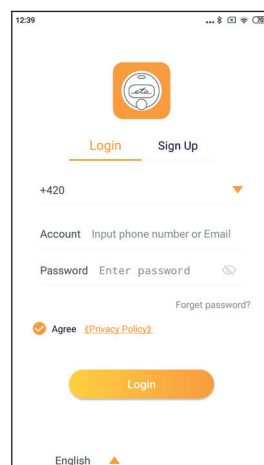 12:39
eta
Login Sign Up
+420
Account Input phone number or Email
Password Enter password
Forget password?
Agree 《Privacy Policy》
Login
English